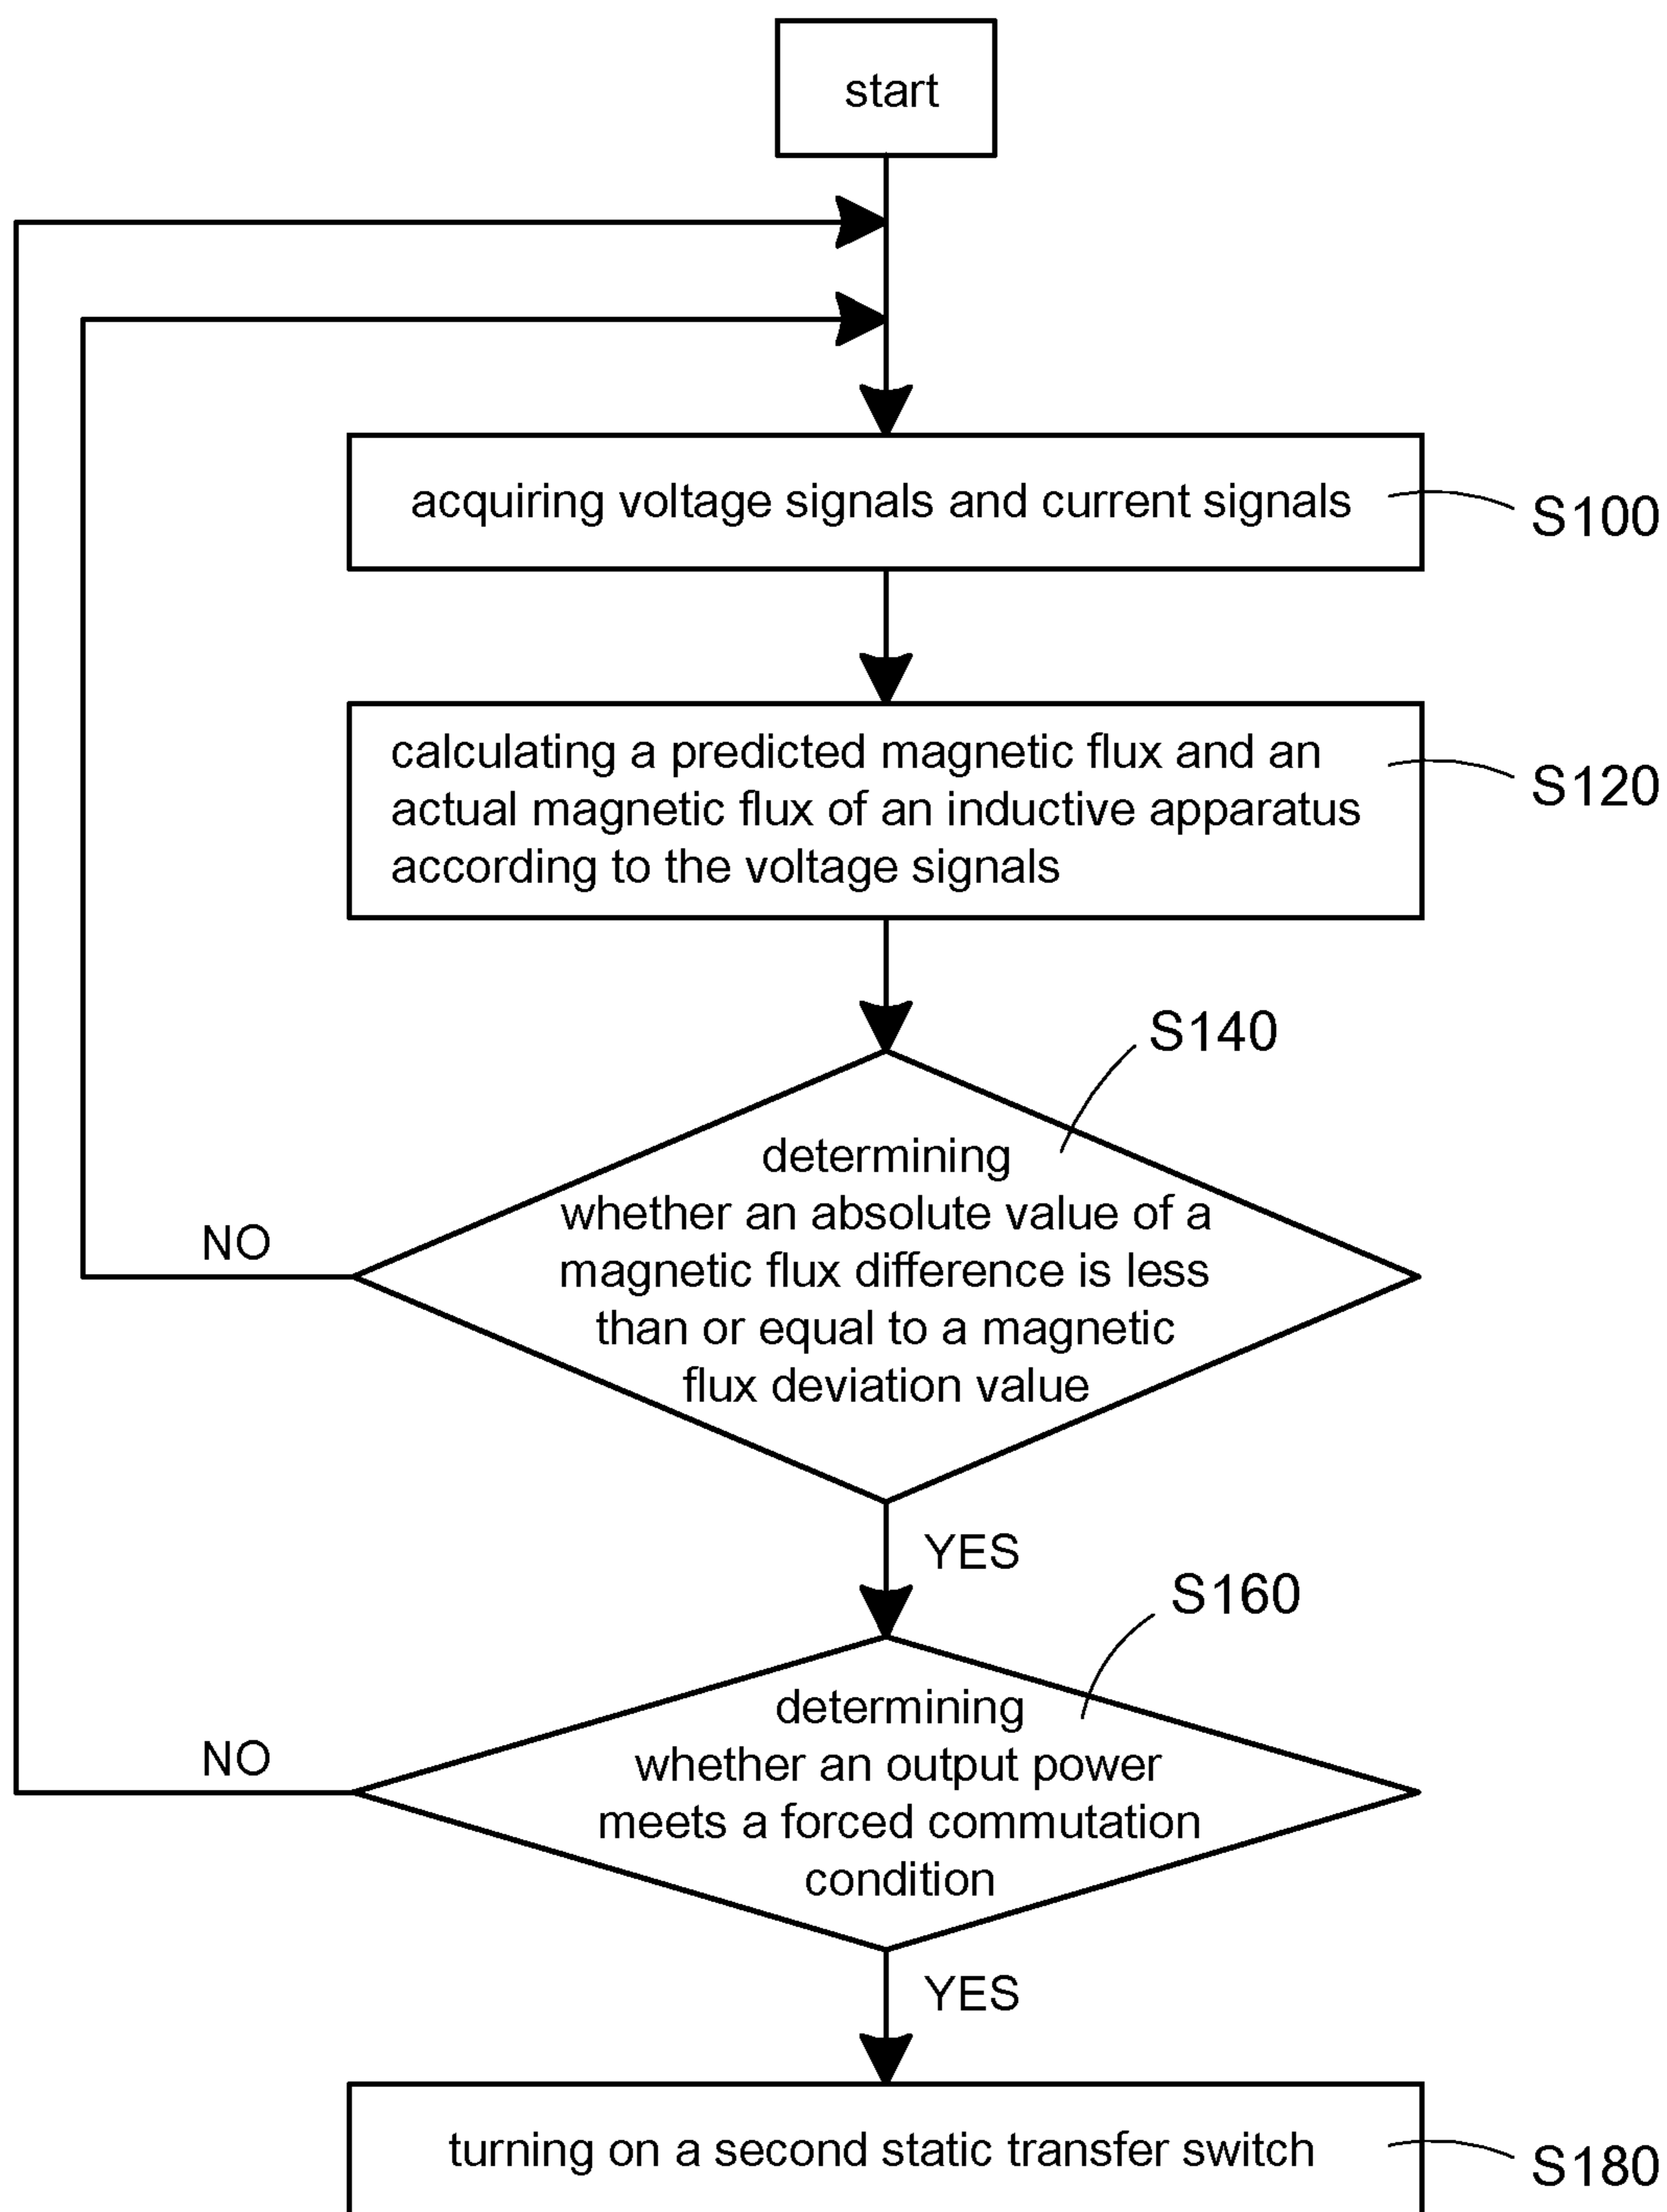 start
acquiring voltage signals and current signals
S100
calculating a predicted magnetic flux and an
actual magnetic flux of an inductive apparatus
according to the voltage signals
S120
S140
determining
whether an absolute value of a
magnetic flux difference is less
than or equal to a magnetic
flux deviation value
NO
YES
S160
determining
whether an output power
meets a forced commutation
condition
NO
YES
turning on a second static transfer switch
S180